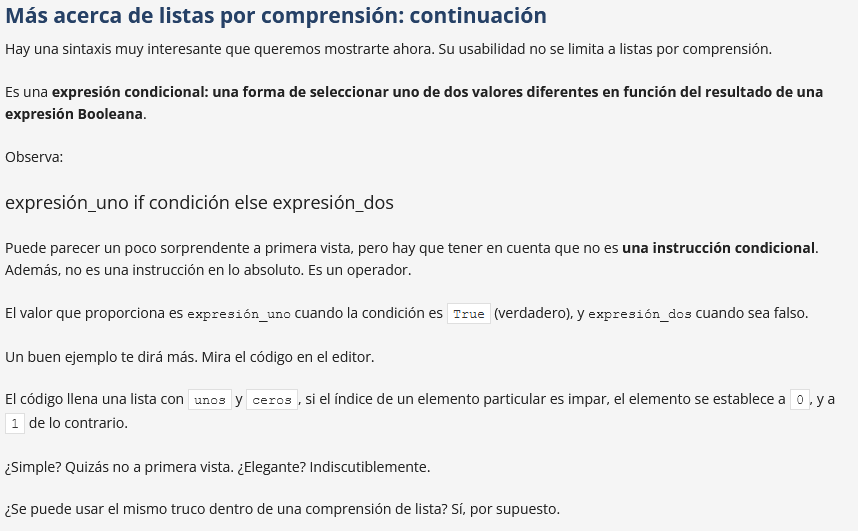 Más acerca de listas por comprensión: continuación
Hay una sintaxis muy interesante que queremos mostrarte ahora. Su usabilidad no se limita a listas por comprensión.
Es una expresión condicional: una forma de seleccionar uno de dos valores diferentes en función del resultado de una
expresión Booleana.
Observa:
expresión_uno if condición else expresión_dos
Puede parecer un poco sorprendente a primera vista, pero hay que tener en cuenta que no es una instrucción condicional.
Además, no es una instrucción en lo absoluto. Es un operador.
El valor que proporciona es expresión_uno cuando la condición es True (verdadero), y expresión_dos cuando sea falso.
Un buen ejemplo te dirá más. Mira el código en el editor.
El código llena una lista con unos y ceros, si el índice de un elemento particular es impar, el elemento se establece a 0, y a
1 de lo contrario.
¿Simple? Quizás no a primera vista. ¿Elegante? Indiscutiblemente.
¿Se puede usar el mismo truco dentro de una comprensión de lista? Sí, por supuesto.